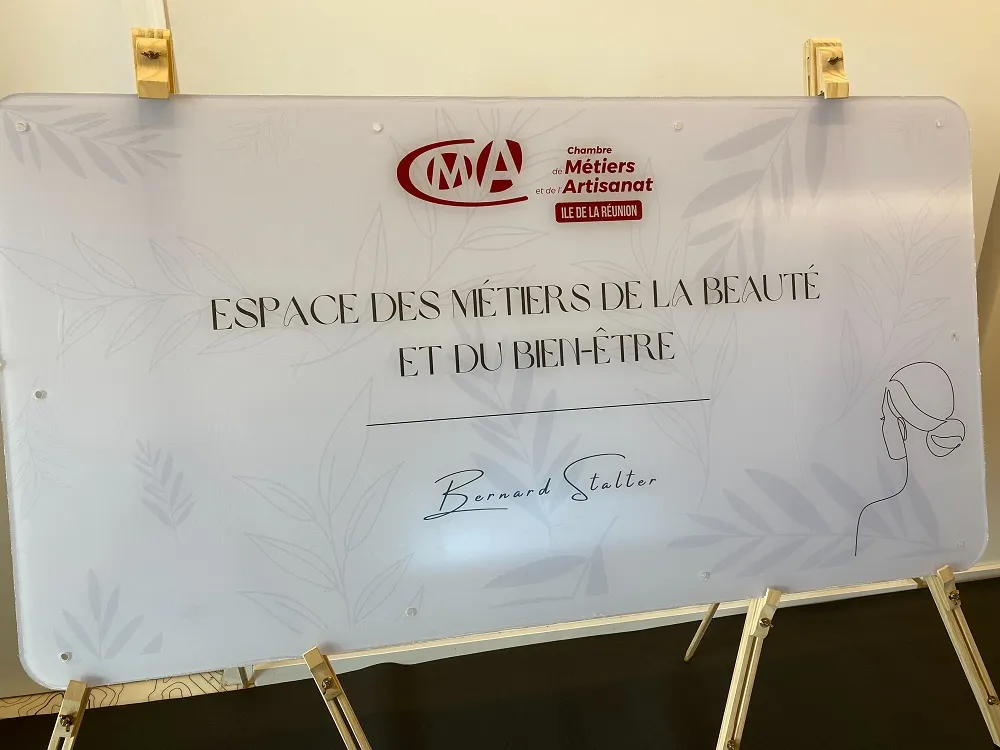 CMA
Chambre
de Métiers
et de l'Artisanat
ILE DE LA RÉUNION
ESPACE DES MÉTIERS DE LA BEAUTÉ
ET DU BIEN-ÊTRE
Bernard Stalter